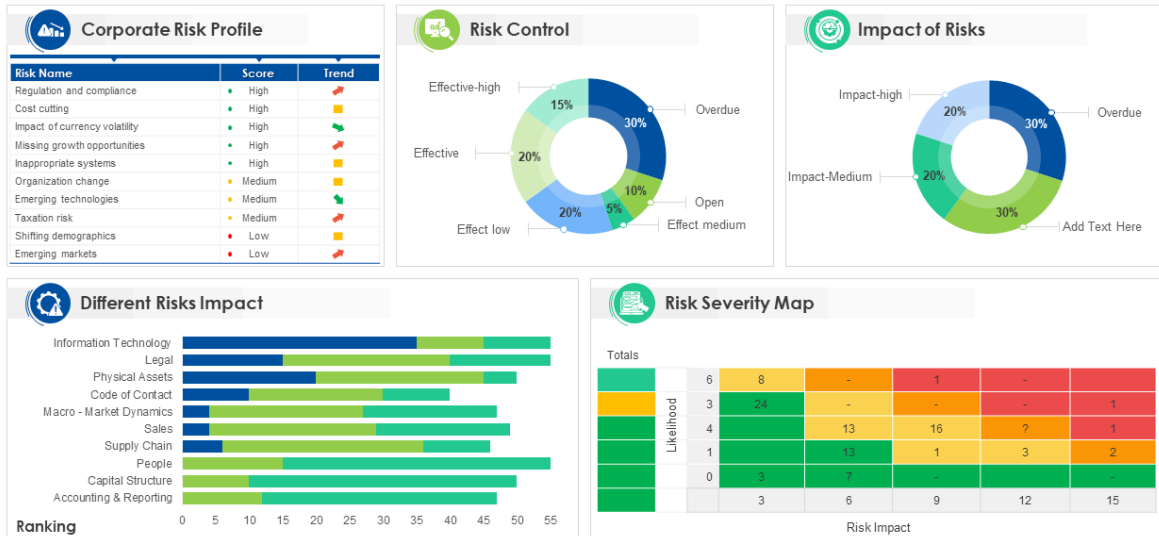 Corporate Risk Profile
Risk Name Score Trend
Regulation and compliance High
Cost cutting High
Impact of currency volatility High
Missing growth opportunities High
Inappropriate systems High
Organization change Medium
Emerging technologies Medium
Taxation risk Medium
Shifting demographics Low
Emerging markets Low
Risk Control
Effective-high
15%
Overdue
30%
Effective
20%
10%
Open
Effect low
20%
5%
Effect medium
Impact of Risks
Impact-high
20%
Overdue
30%
Impact-Medium
20%
30%
Add Text Here
Different Risks Impact
Information Technology
Legal
Physical Assets
Code of Contact
Macro - Market Dynamics
Sales
Supply Chain
People
Capital Structure
Accounting & Reporting
0 5 10 15 20 25 30 35 40 45 50 55
Ranking
Risk Severity Map
Totals
Likelihood
6 8 - 1 -
3 24 - - - 1
4 13 16 ? 1
1 13 1 3 2
0 3 7 - - -
3 6 9 12 15
Risk Impact